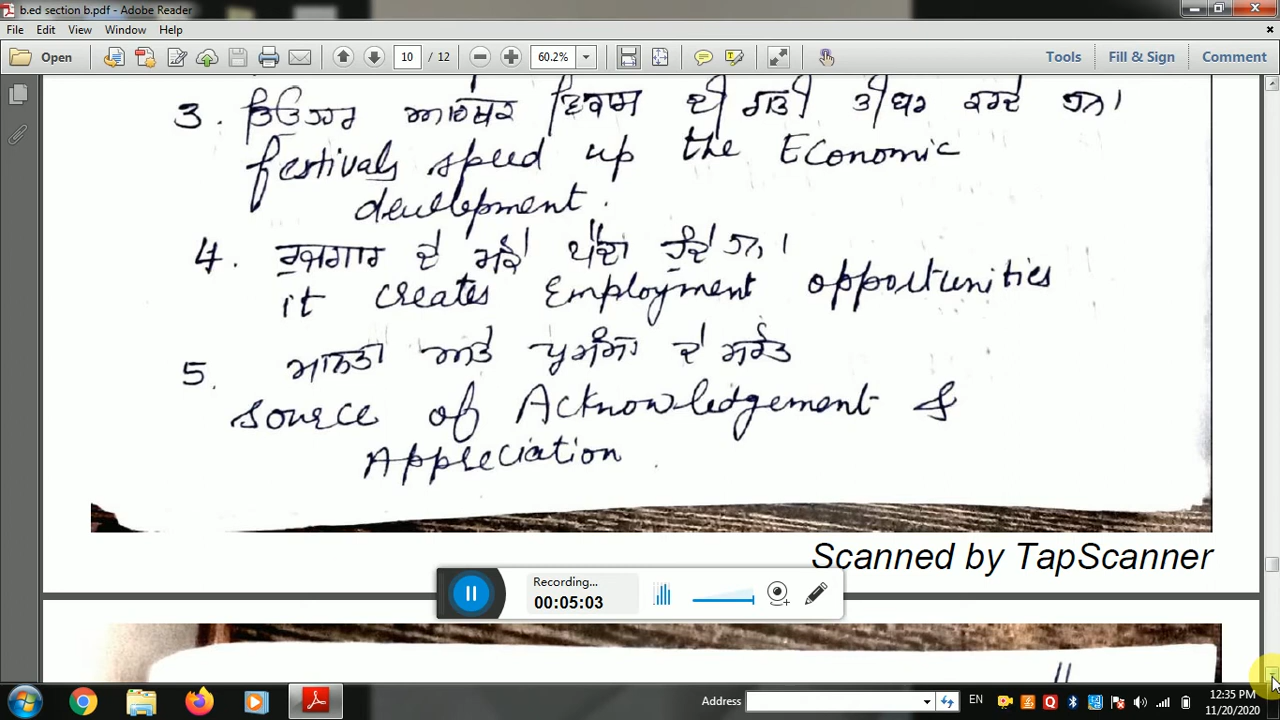 b.ed section b.pdf - Adobe Reader
File Edit View Window Help
Open 10 / 12 60.2% Tools Fill & Sign Comment
3. ਤਿਓਹਾਰ ਆਰਥਿਕ ਵਿਕਾਸ ਦੀ ਗਤੀ ਤੀਬਰ ਕਰਦੇ ਹਨ।
festivals speed up the Economic
development.
4. ਰੁਜ਼ਗਾਰ ਦੇ ਮੌਕੇ ਪੈਦਾ ਹੁੰਦੇ ਹਨ।
it creates Employment opportunities
5. ਮਾਨਤਾ ਅਤੇ ਪ੍ਰਸੰਸਾ ਦੇ ਸਰੋਤ
Source of Acknowledgement &
Appreciation
Scanned by TapScanner
Recording...
00:05:03
11
Address EN 12:35 PM
11/20/2020